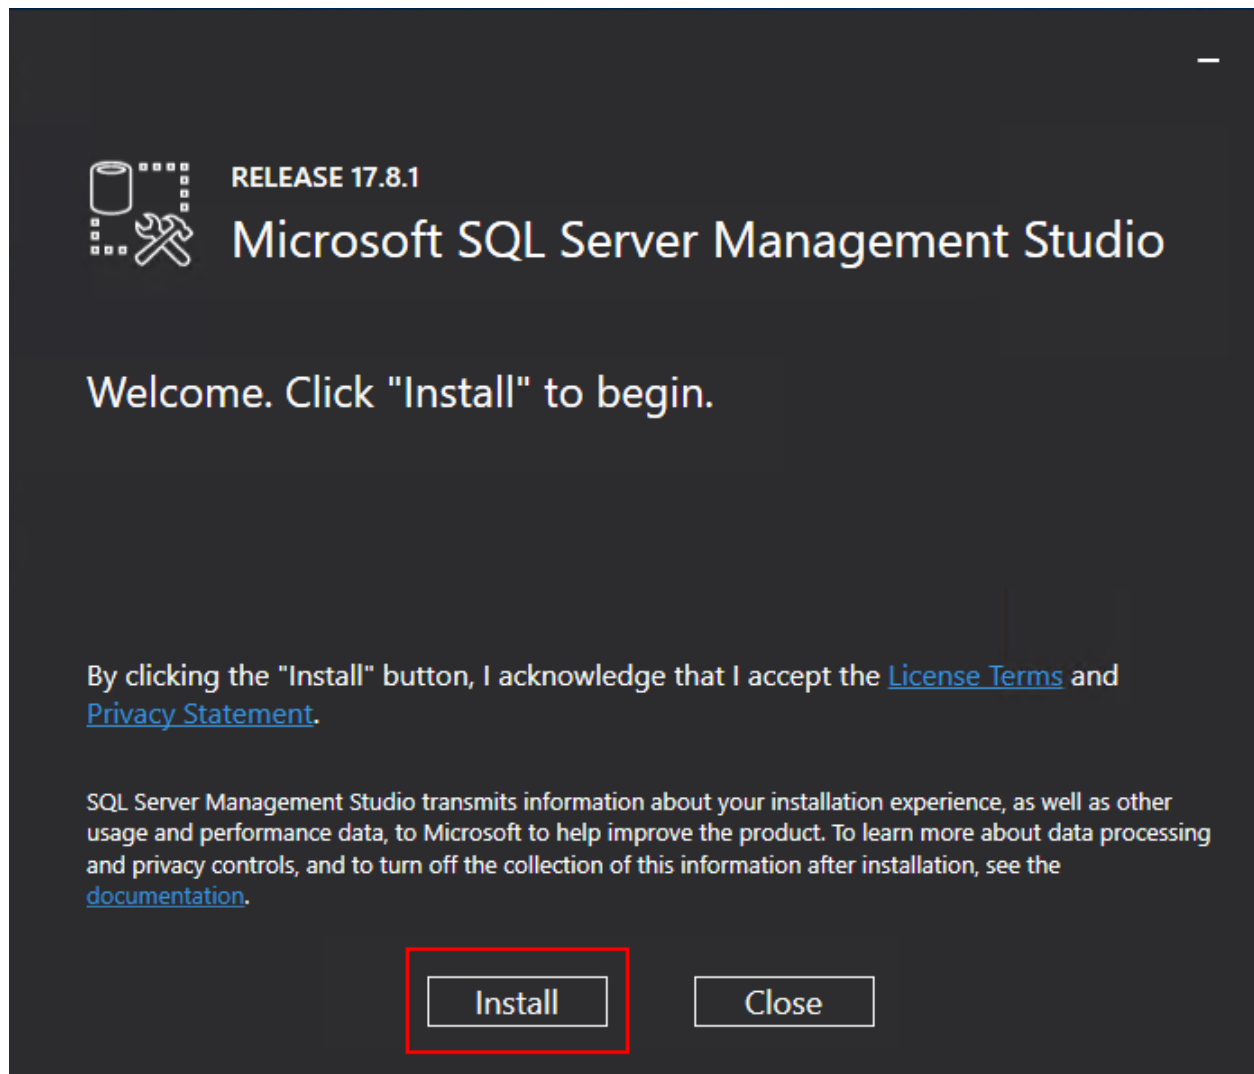 RELEASE 17.8.1
Microsoft SQL Server Management Studio
Welcome. Click "Install" to begin.
By clicking the "Install" button, I acknowledge that I accept the License Terms and
Privacy Statement.
SQL Server Management Studio transmits information about your installation experience, as well as other
usage and performance data, to Microsoft to help improve the product. To learn more about data processing
and privacy controls, and to turn off the collection of this information after installation, see the
documentation.
Install
Close